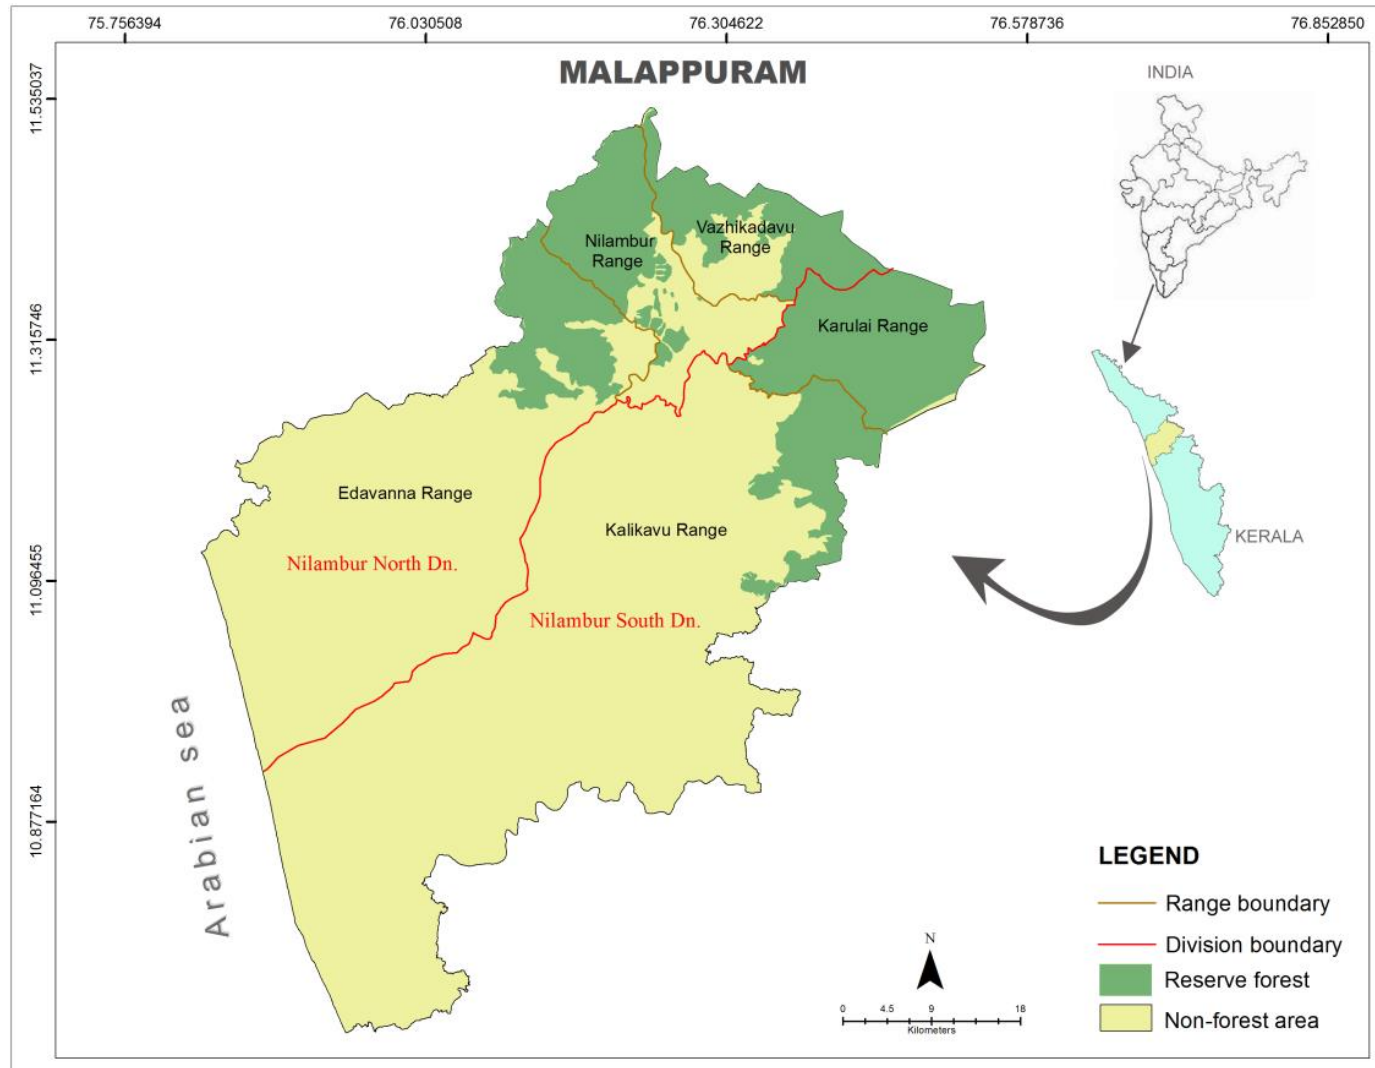 75.756394 76.030508 76.304622 76.578736 76.852850
MALAPPURAM
INDIA
11.535037
Vazhikadavu
Range
Nilambur
Range
11.315746
Karulai Range
Edavanna Range
Kalikavu Range
KERALA
Nilambur North Dn.
11.096455
Nilambur South Dn.
Arabian sea
10.877164
LEGEND
Range boundary
Division boundary
Reserve forest
Non-forest area
N
0 4.5 9 18
Kilometers